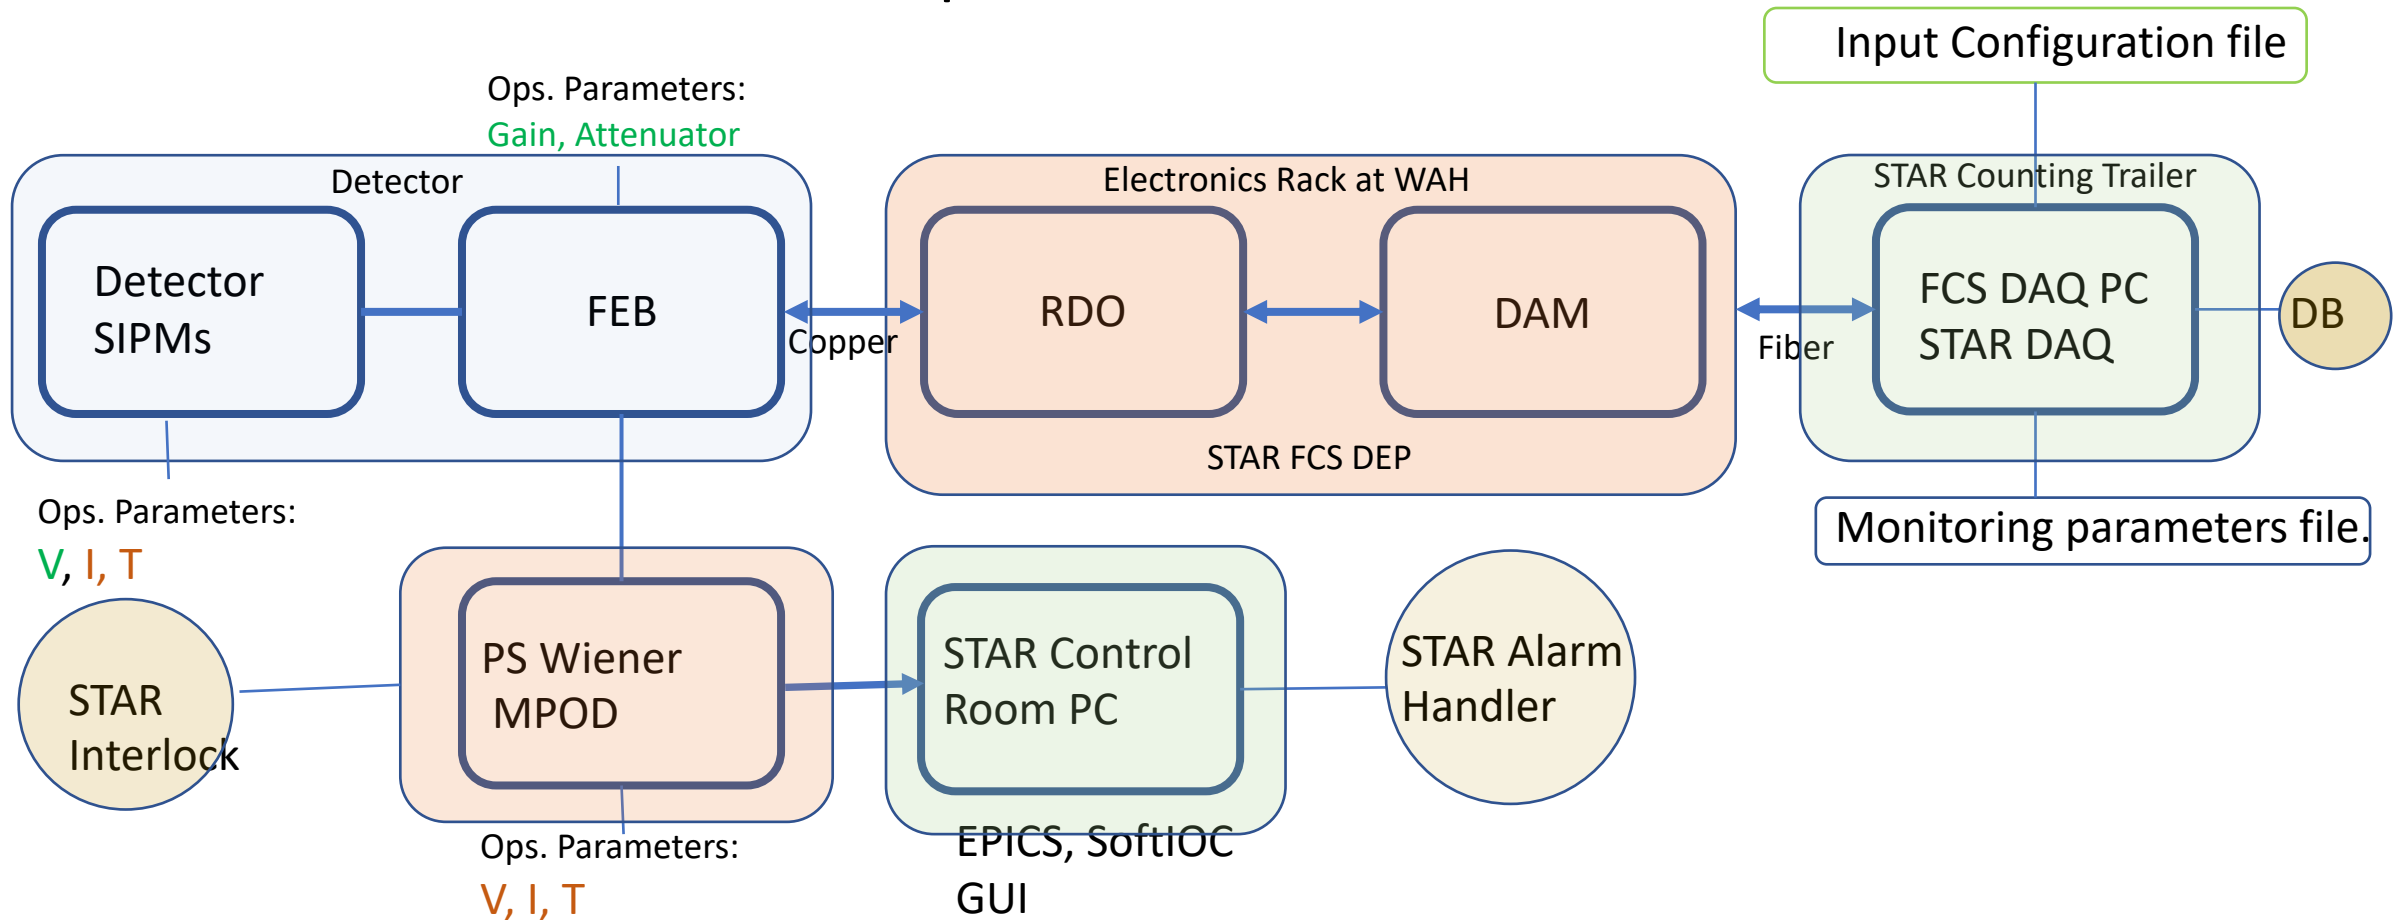 Input Configuration file
Ops. Parameters:
Gain, Attenuator
Detector
Electronics Rack at WAH
STAR Counting Trailer
Detector
SIPMs
FEB
Copper
RDO
DAM
Fiber
FCS DAQ PC
STAR DAQ
DB
STAR FCS DEP
Ops. Parameters:
V, I, T
Monitoring parameters file.
STAR
Interlock
PS Wiener
MPOD
STAR Control
Room PC
STAR Alarm
Handler
Ops. Parameters:
V, I, T
EPICS, SoftIOC
GUI